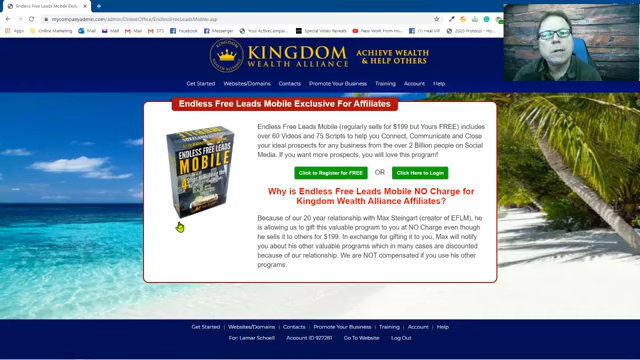 Endless Free Leads Mobile Exclu
mycompanyadmin.com/admin/OnlineOffice/EndlessFreeLeadsMobile.asp
Apps Online Marketing Mail Mail Mail DFS Facebook Messenger Your ActiveCampai... Special Video Reveals New Work From Home 2020 Protocol - H
KINGDOM
WEALTH ALLIANCE
ACHIEVE WEALTH
& HELP OTHERS
Get Started Websites/Domains Contacts Promote Your Business Training Account Help
Endless Free Leads Mobile Exclusive For Affiliates
ENDLESS FREE LEADS
MOBILE
Endless Free Leads Mobile (regularly sells for $199 but Yours FREE) includes
over 60 Videos and 75 Scripts to help you Connect, Communicate and Close
your ideal prospects for any business from the over 2 Billion people on Social
Media. If you want more prospects, you will love this program!
Click to Register for FREE OR Click Here to Login
Why is Endless Free Leads Mobile NO Charge for
Kingdom Wealth Alliance Affiliates?
Because of our 20 year relationship with Max Steingart (creator of EFLM), he
is allowing us to gift this valuable program to you at NO Charge even though
he sells it to others for $199. In exchange for gifting it to you, Max will notify
you about his other valuable programs which in many cases are discounted
because of our relationship. We are NOT compensated if you use his other
programs.
Get Started | Websites/Domains | Contacts | Promote Your Business | Training | Account | Help
For: Lamar Schoell Account ID 927281 Go To Website Log Out